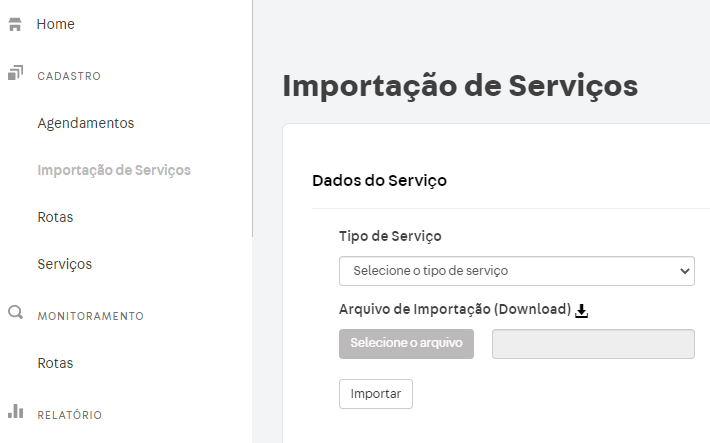 Home
CADASTRO
Agendamentos
Importação de Serviços
Rotas
Serviços
MONITORAMENTO
Rotas
RELATÓRIO
Importação de Serviços
Dados do Serviço
Tipo de Serviço
Selecione o tipo de serviço
Arquivo de Importação (Download)
Selecione o arquivo
Importar